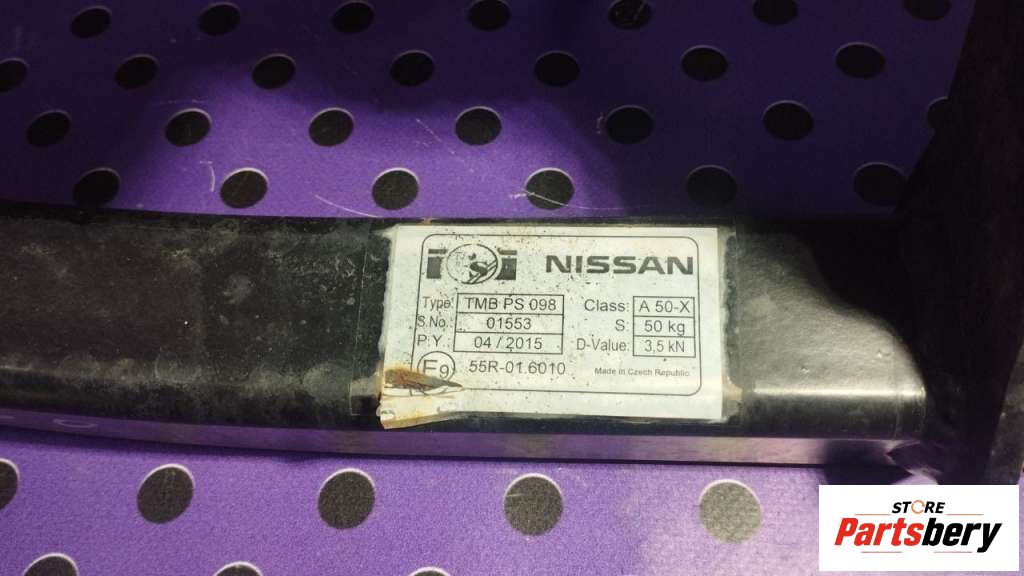 iSi NISSAN
Type: TMB PS 098 Class: A 50-X
S.No.: 01553 S: 50 kg
P.Y.: 04 / 2015 D-Value: 3,5 kN
E9 55R-01.6010 Made in Czech Republic
STORE
Partsbery